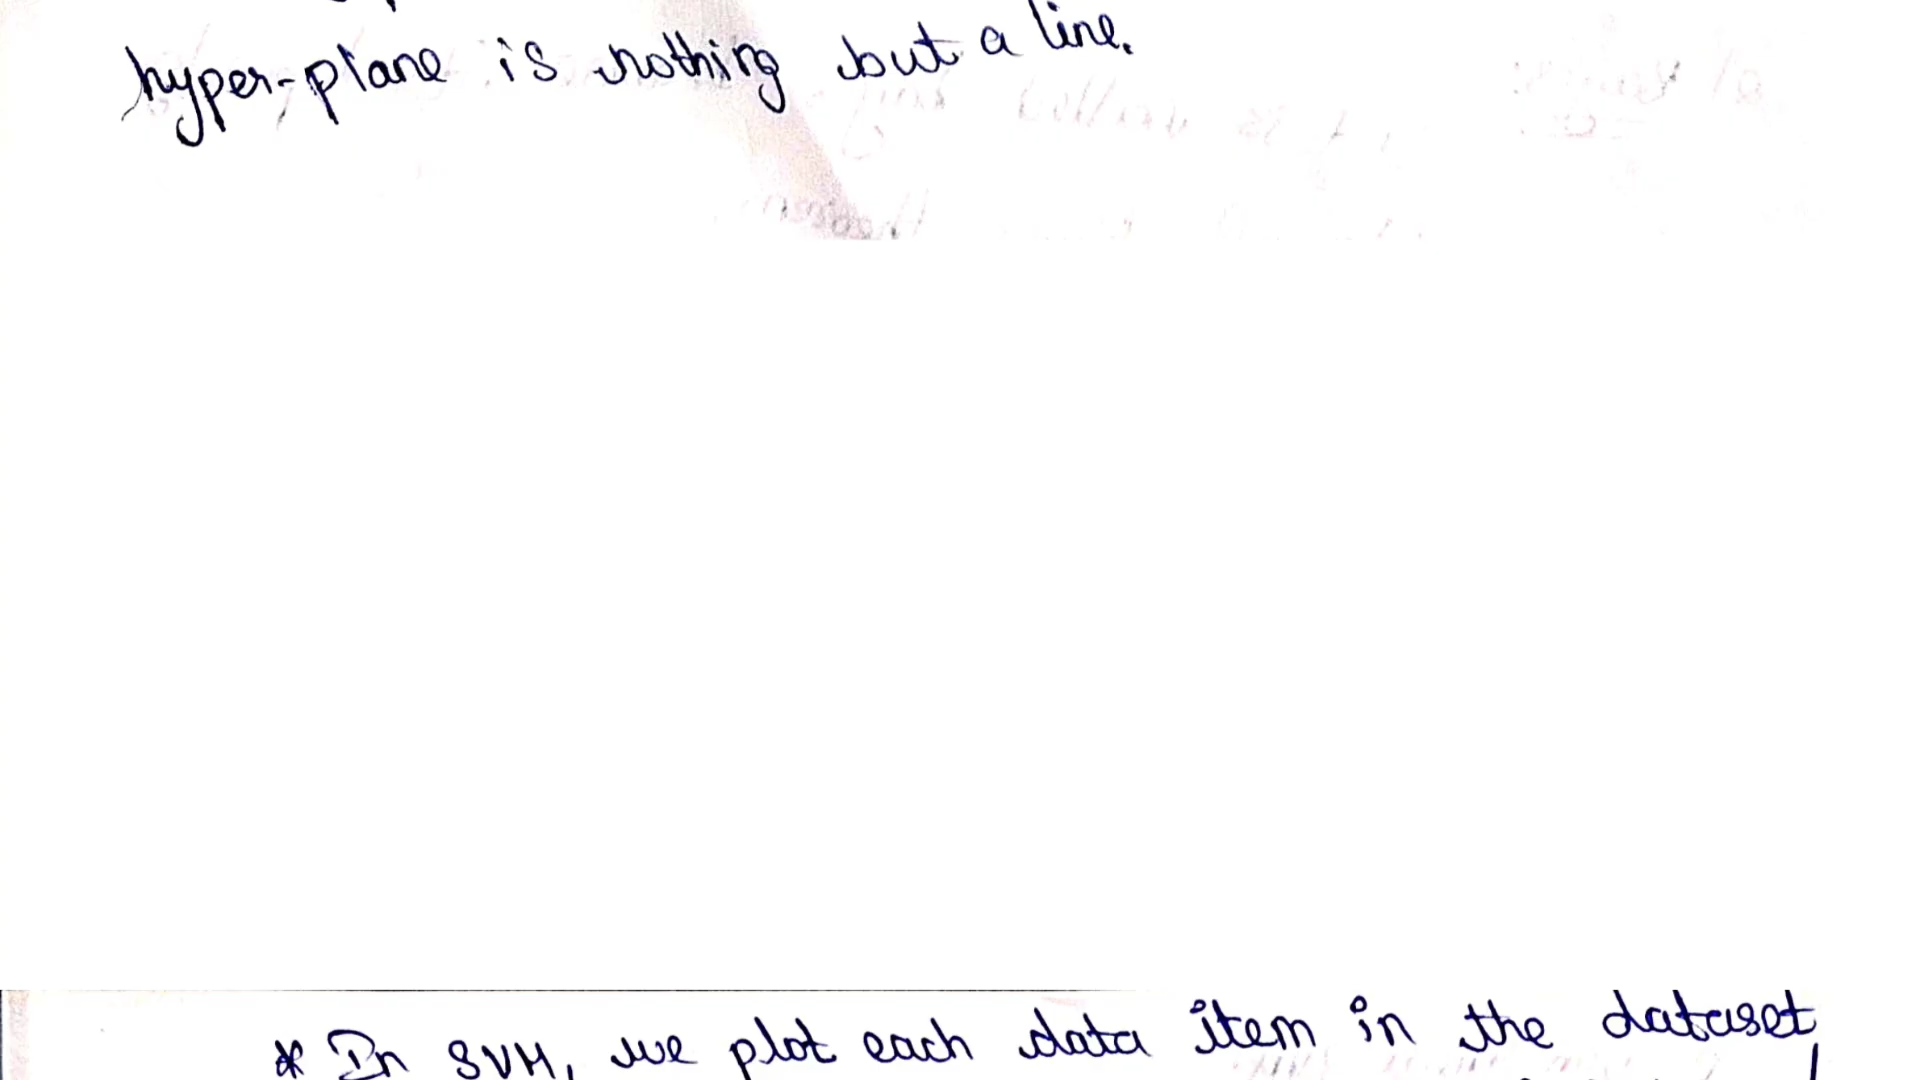 hyper-plane is nothing but a line.
* In SVM, we plot each data item in the dataset